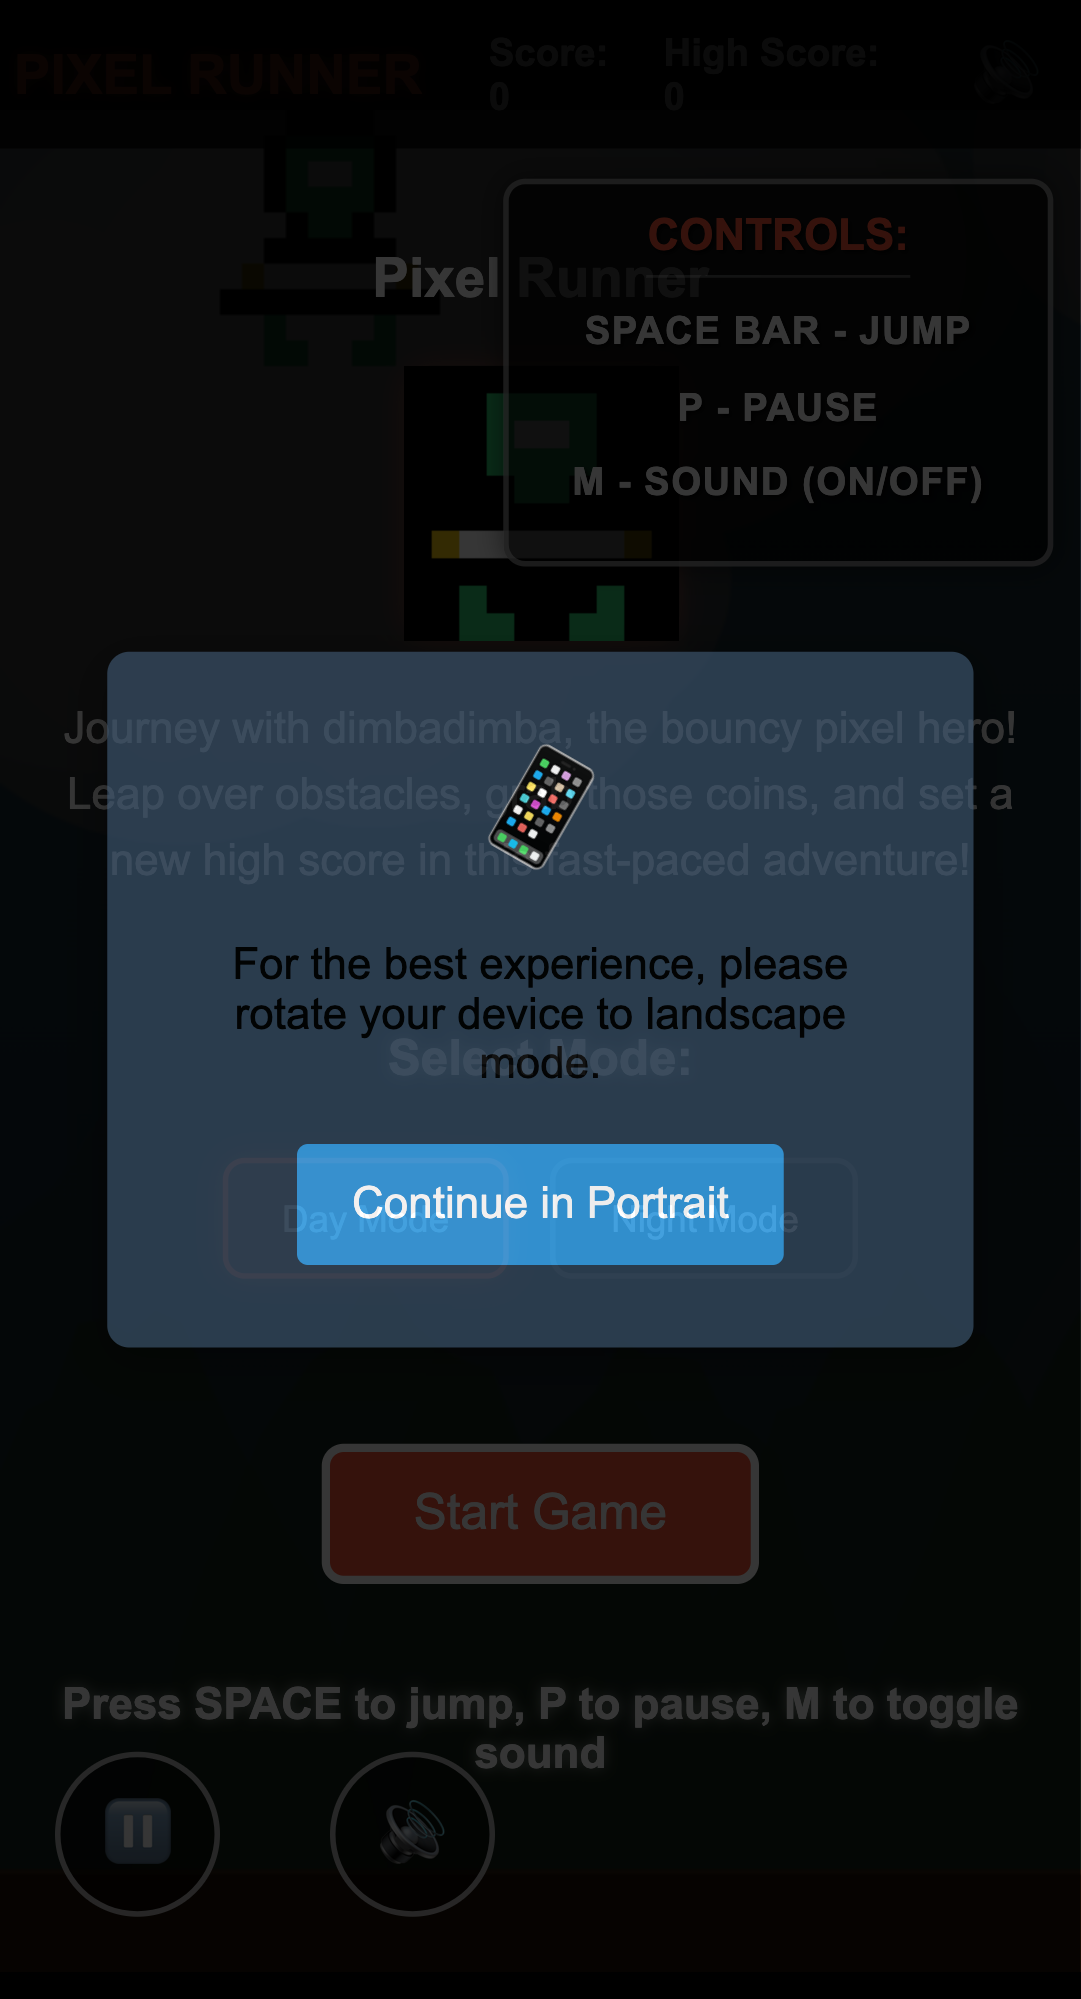 PIXEL RUNNER
Score:
0
High Score:
0
CONTROLS:
Pixel Runner
SPACE BAR - JUMP
P - PAUSE
M - SOUND (ON/OFF)
Journey with dimbadimba, the bouncy pixel hero!
Leap over obstacles, g those coins, and set a
new high score in this fast-paced adventure!
For the best experience, please
rotate your device to landscape
mode.
Select Mode:
Continue in Portrait
Day Mode
Night Mode
Start Game
Press SPACE to jump, P to pause, M to toggle
sound